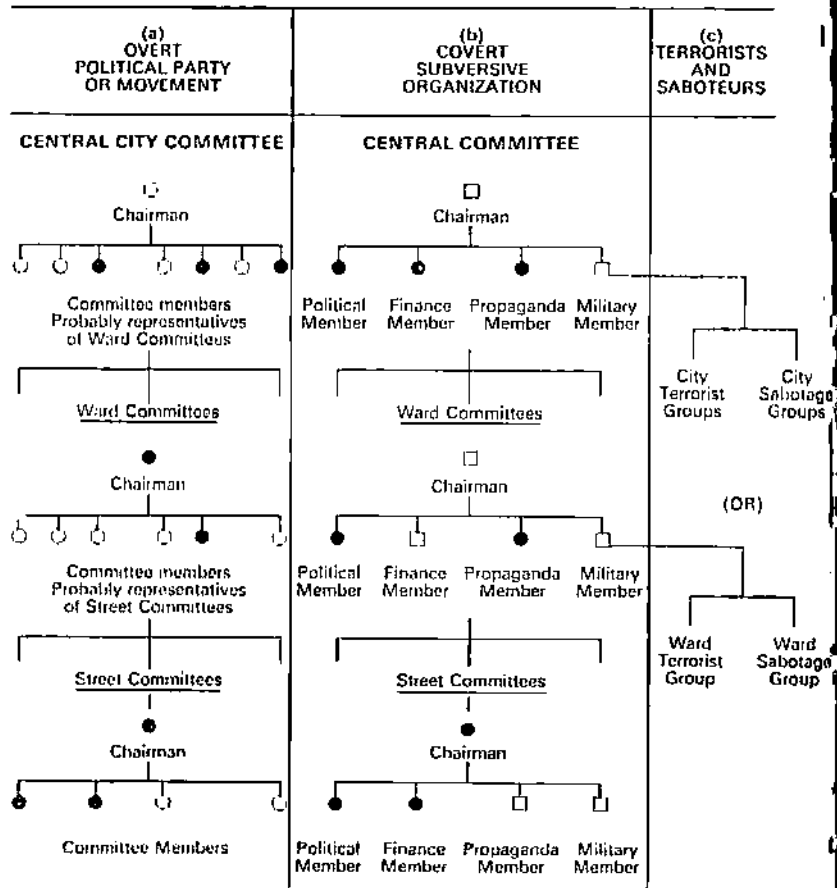 (a)
OVERT
POLITICAL PARTY
OR MOVEMENT
(b)
COVERT
SUBVERSIVE
ORGANIZATION
(c)
TERRORISTS
AND
SABOTEURS
CENTRAL CITY COMMITTEE
CENTRAL COMMITTEE
Chairman
Chairman
Committee members
Probably representatives
of Ward Committees
Political
Member
Finance
Member
Propaganda
Member
Military
Member
City
Terrorist
Groups
City
Sabotage
Groups
Ward Committees
Ward Committees
Chairman
Chairman
(OR)
Committee members
Probably representatives
of Street Committees
Political
Member
Finance
Member
Propaganda
Member
Military
Member
Ward
Terrorist
Group
Ward
Sabotage
Group
Street Committees
Street Committees
Chairman
Chairman
Committee Members
Political
Member
Finance
Member
Propaganda
Member
Military
Member